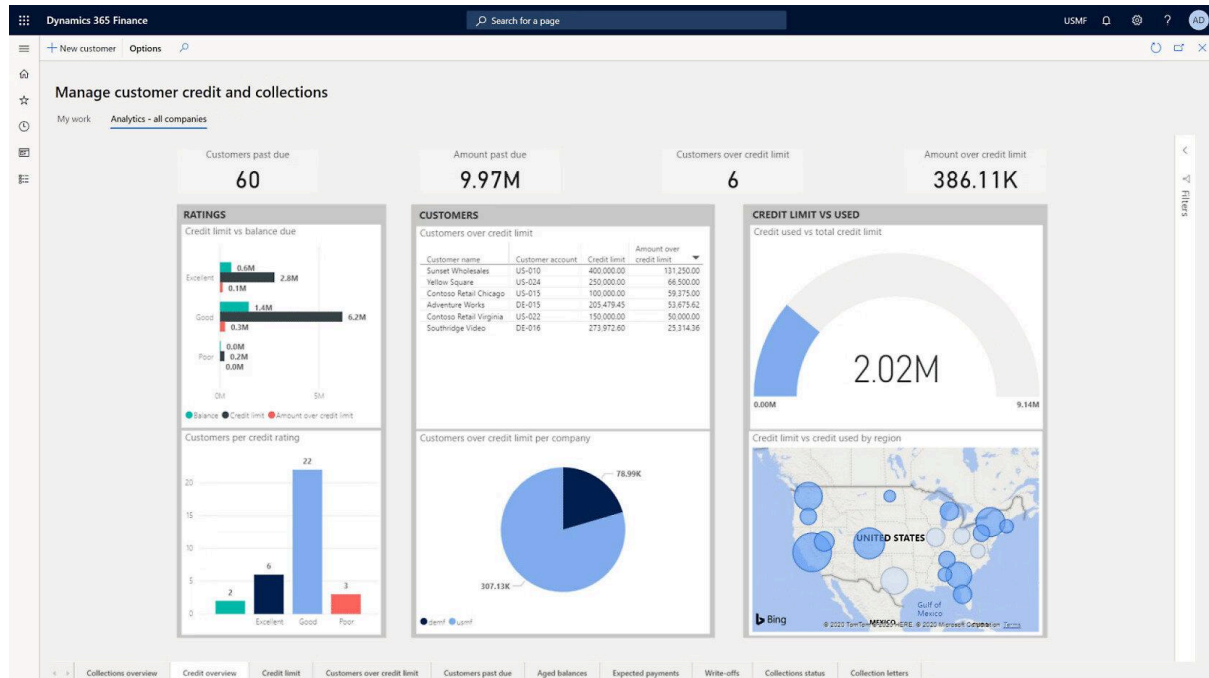 Dynamics 365 Finance
Search for a page
USMF
?
AD
New customer Options
Manage customer credit and collections
My work Analytics - all companies
Customers past due
60
Amount past due
9.97M
Customers over credit limit
6
Amount over credit limit
386.11K
Filters
RATINGS
Credit limit vs balance due
Excellent
0.6M
2.8M
0.1M
Good
1.4M
6.2M
0.3M
Poor
0.0M
0.2M
0.0M
0M 5M
Balance Credit limit Amount over credit limit
Customers per credit rating
20
15
10
5
0
2
6
22
3
Excellent Good Poor
CUSTOMERS
Customers over credit limit
Customer name Customer account Credit limit Amount over credit limit
Sunset Wholesales US-010 400,000.00 131,250.00
Yellow Square US-024 250,000.00 66,500.00
Contoso Retail Chicago US-015 100,000.00 59,375.00
Adventure Works DE-015 205,479.45 53,675.62
Contoso Retail Virginia US-022 150,000.00 50,000.00
Southridge Video DE-016 273,972.60 25,314.36
Customers over credit limit per company
78.99K
307.13K
demf usmf
CREDIT LIMIT VS USED
Credit used vs total credit limit
2.02M
0.00M 9.14M
Credit limit vs credit used by region
UNITED STATES
Gulf of
Mexico
MEXICO
Bing
© 2020 TomTom © 2020 HERE, © 2020 Microsoft Corporation Terms
Collections overview Credit overview Credit limit Customers over credit limit Customers past due Aged balances Expected payments Write-offs Collections status Collection letters